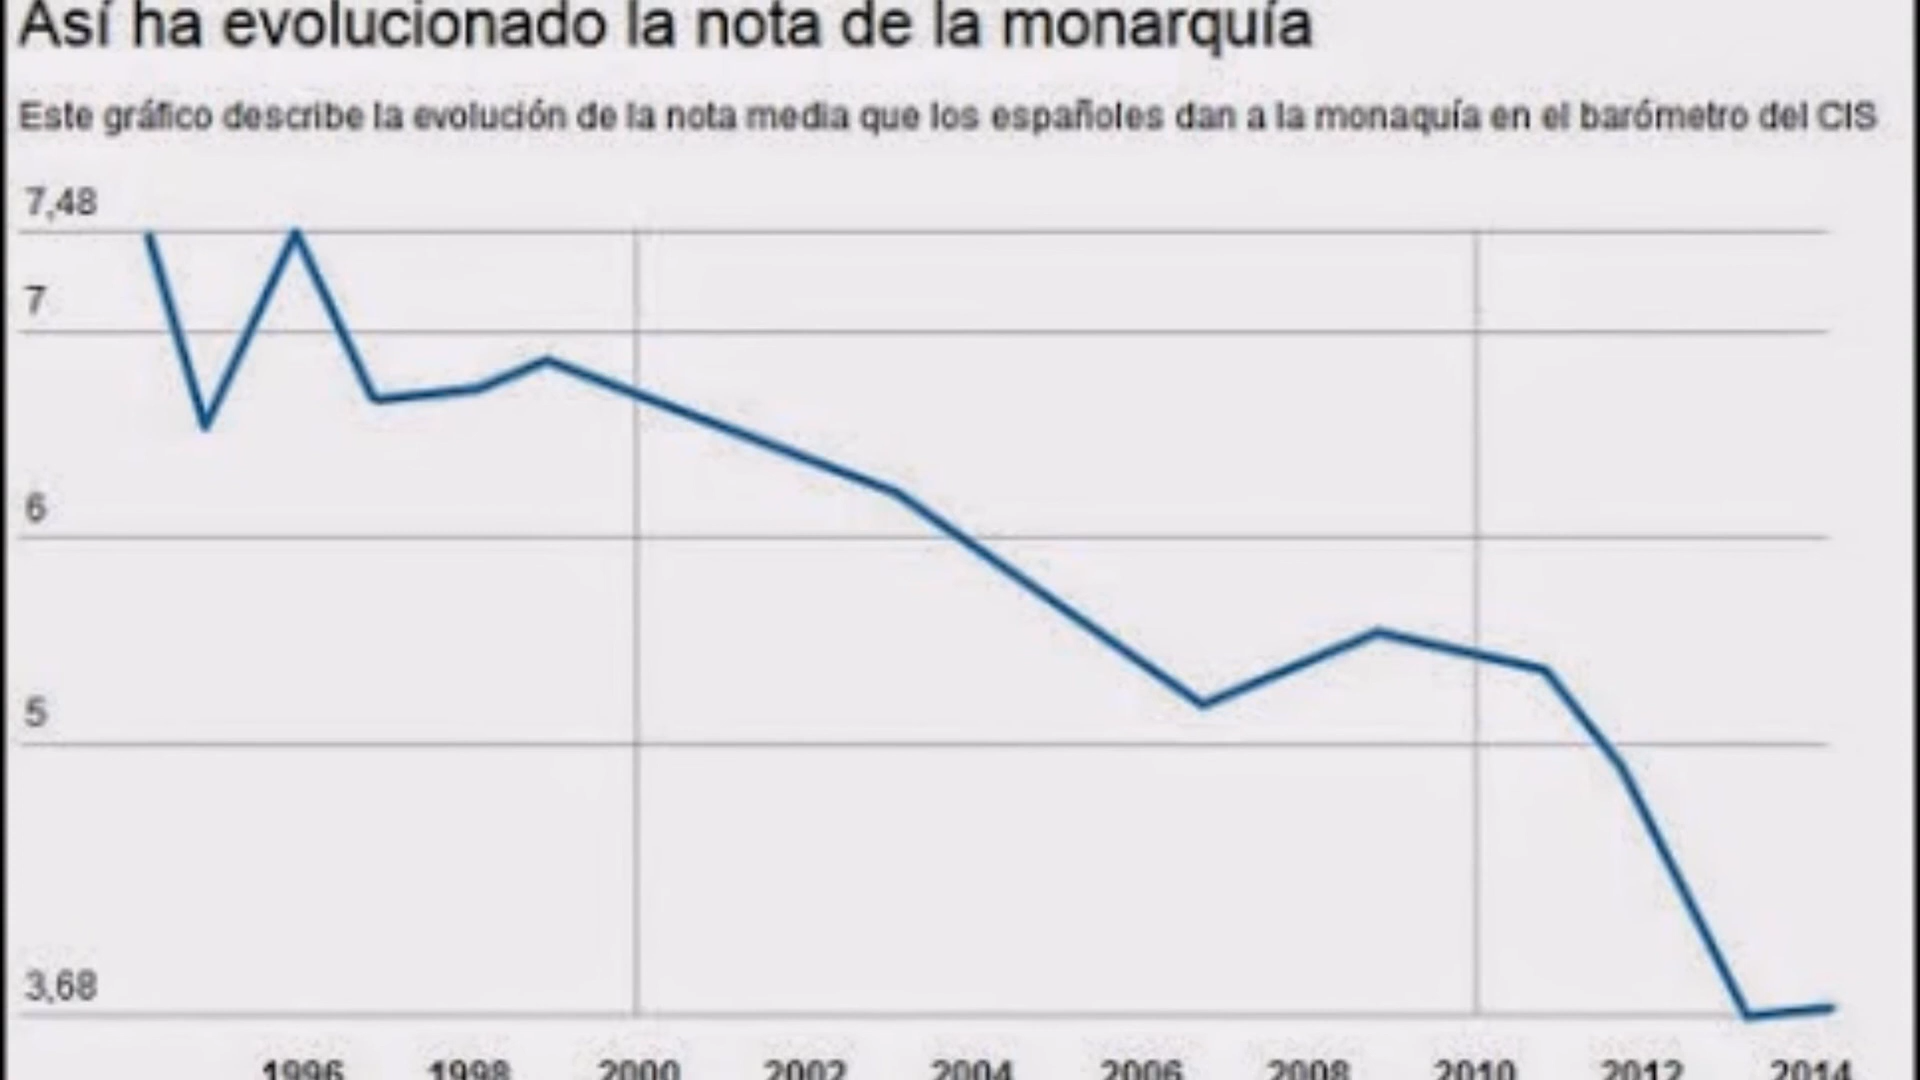 Así ha evolucionado la nota de la monarquía
Este gráfico describe la evolución de la nota media que los españoles dan a la monaquía en el barómetro del CIS
7,48
7
6
5
3,68
1996 1998 2000 2002 2004 2006 2008 2010 2012 2014